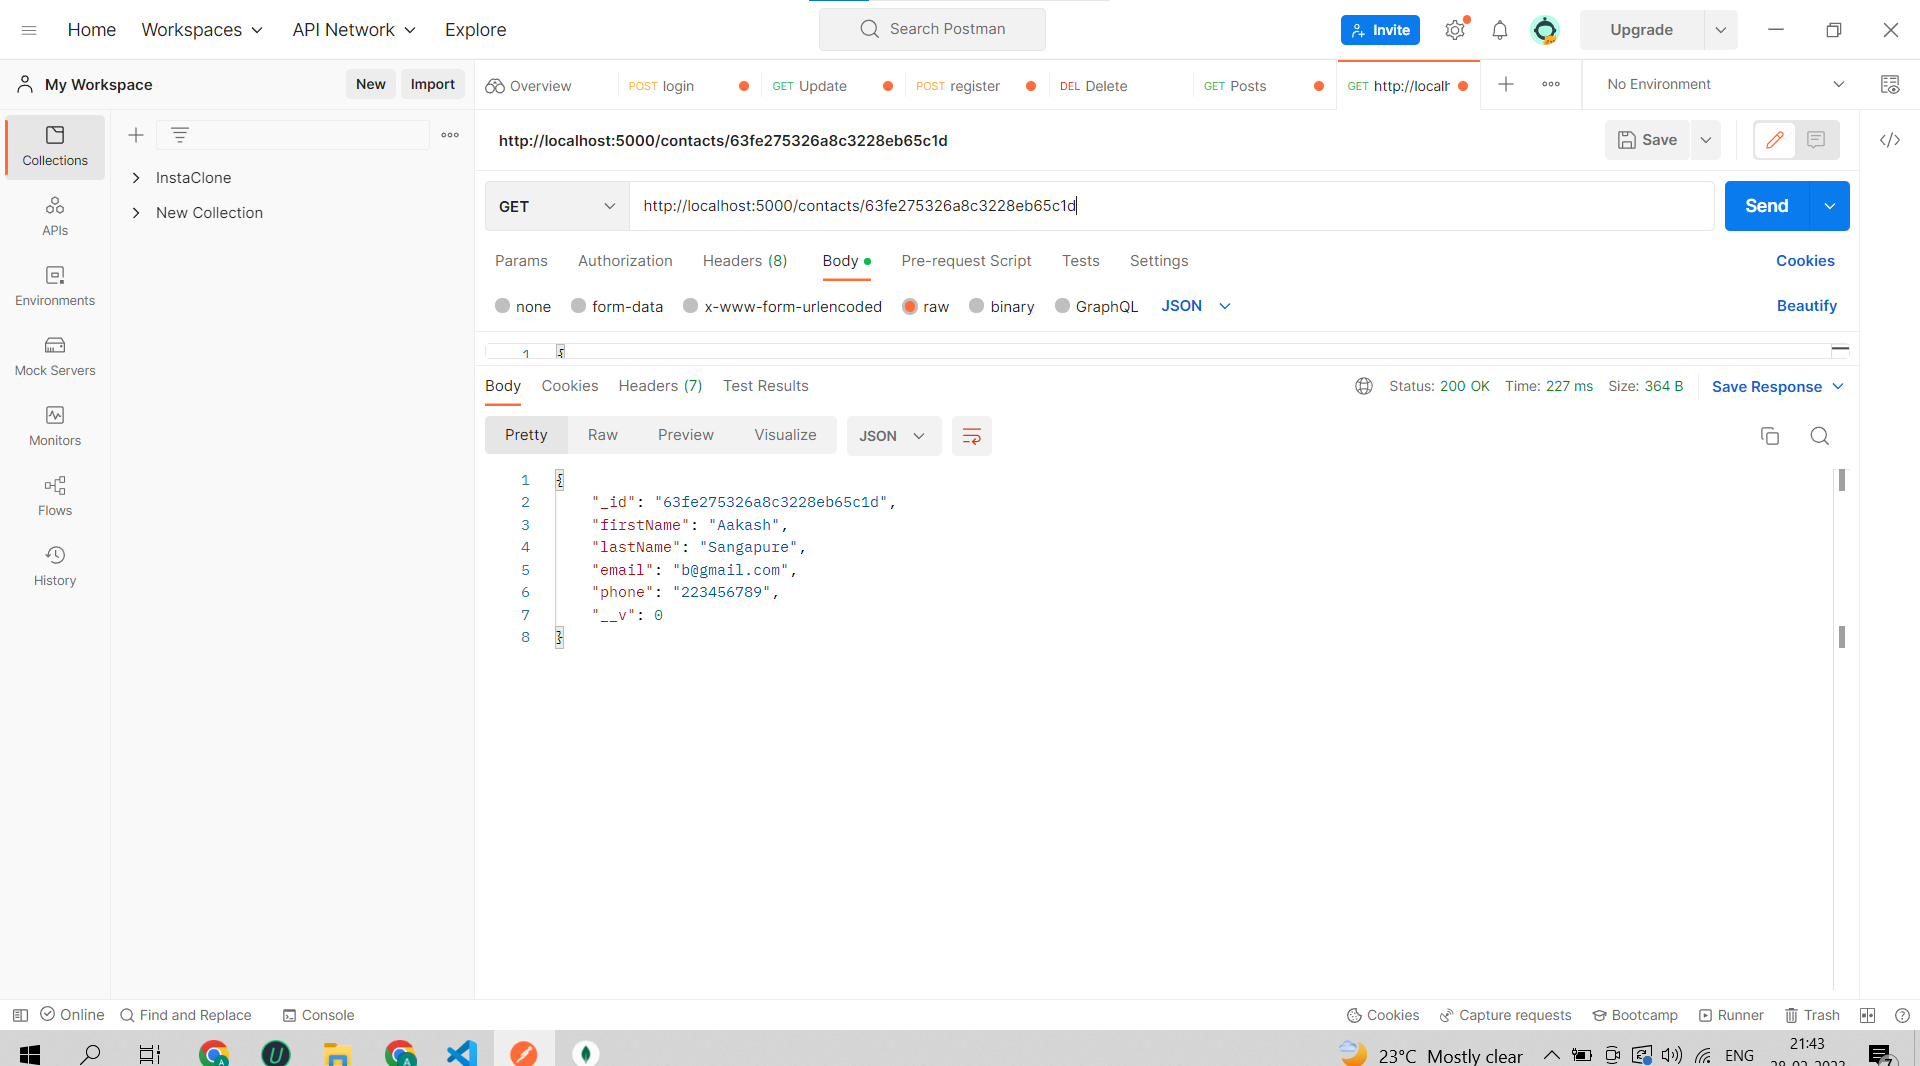 Home Workspaces API Network Explore Search Postman Invite Upgrade
My Workspace New Import Overview POST login GET Update POST register DEL Delete GET Posts GET http://localh No Environment
http://localhost:5000/contacts/63fe275326a8c3228eb65c1d Save
Collections
InstaClone
New Collection
APIs
Environments
Mock Servers
Monitors
Flows
History
GET http://localhost:5000/contacts/63fe275326a8c3228eb65c1d Send
Params Authorization Headers (8) Body Pre-request Script Tests Settings Cookies
none form-data x-www-form-urlencoded raw binary GraphQL JSON Beautify
1 {
Body Cookies Headers (7) Test Results Status: 200 OK Time: 227 ms Size: 364 B Save Response
Pretty Raw Preview Visualize JSON
1 {
2 "_id": "63fe275326a8c3228eb65c1d",
3 "firstName": "Aakash",
4 "lastName": "Sangapure",
5 "email": "b@gmail.com",
6 "phone": "223456789",
7 "__v": 0
8 }
Online Find and Replace Console Cookies Capture requests Bootcamp Runner Trash
23°C Mostly clear ENG 21:43
28-02-2023 7